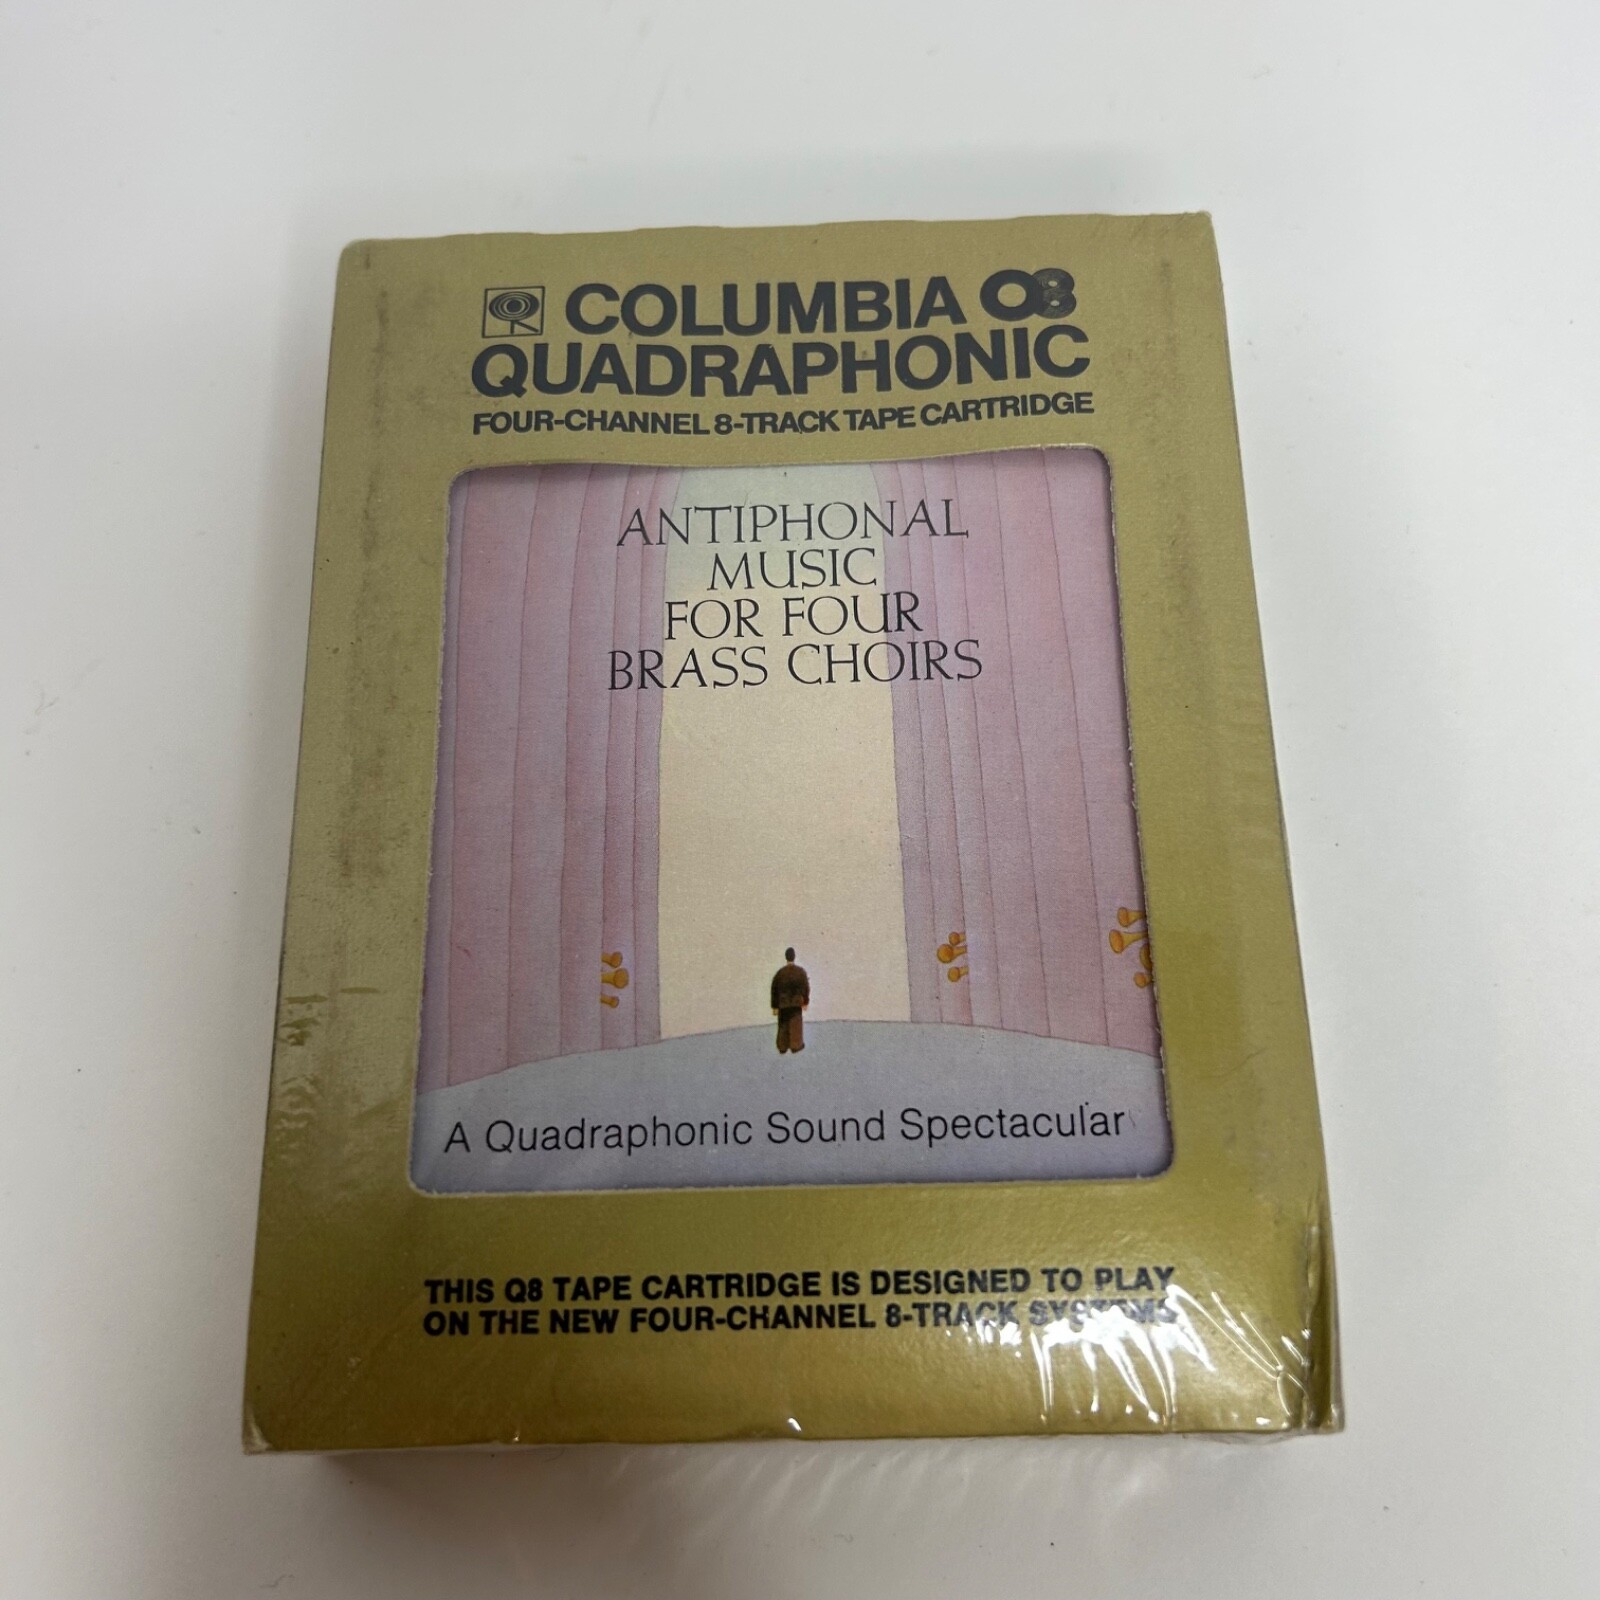 COLUMBIA Q8
QUADRAPHONIC
FOUR-CHANNEL 8-TRACK TAPE CARTRIDGE
ANTIPHONAL
MUSIC
FOR FOUR
BRASS CHOIRS
A Quadraphonic Sound Spectacular
THIS Q8 TAPE CARTRIDGE IS DESIGNED TO PLAY
ON THE NEW FOUR-CHANNEL 8-TRACK SYSTEMS